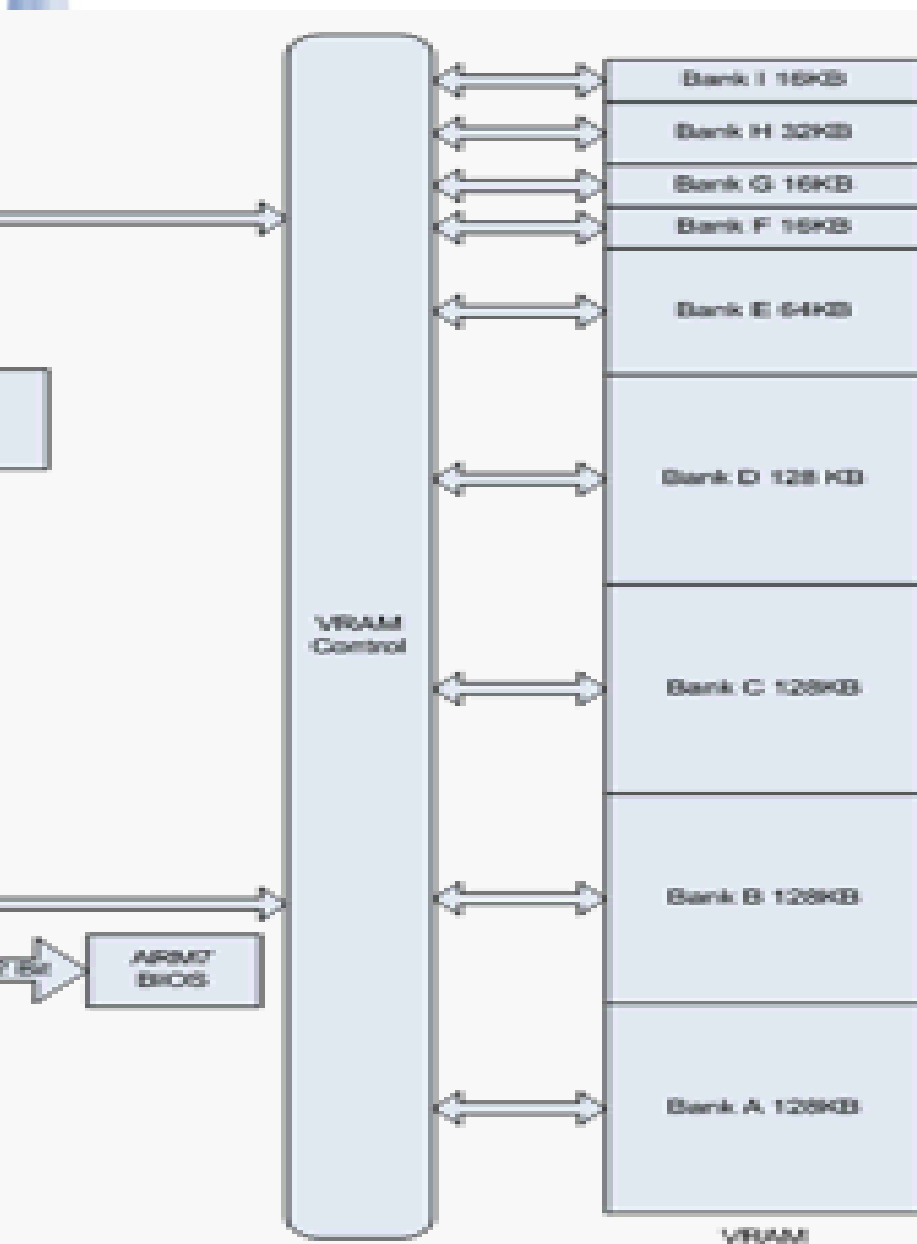 Bank I 16KB
Bank H 32KB
Bank G 16KB
Bank F 16KB
Bank E 64KB
Bank D 128 KB
VRAM
Control
Bank C 128KB
Bank B 128KB
ARM7
BIOS
Bank A 128KB
VRAM